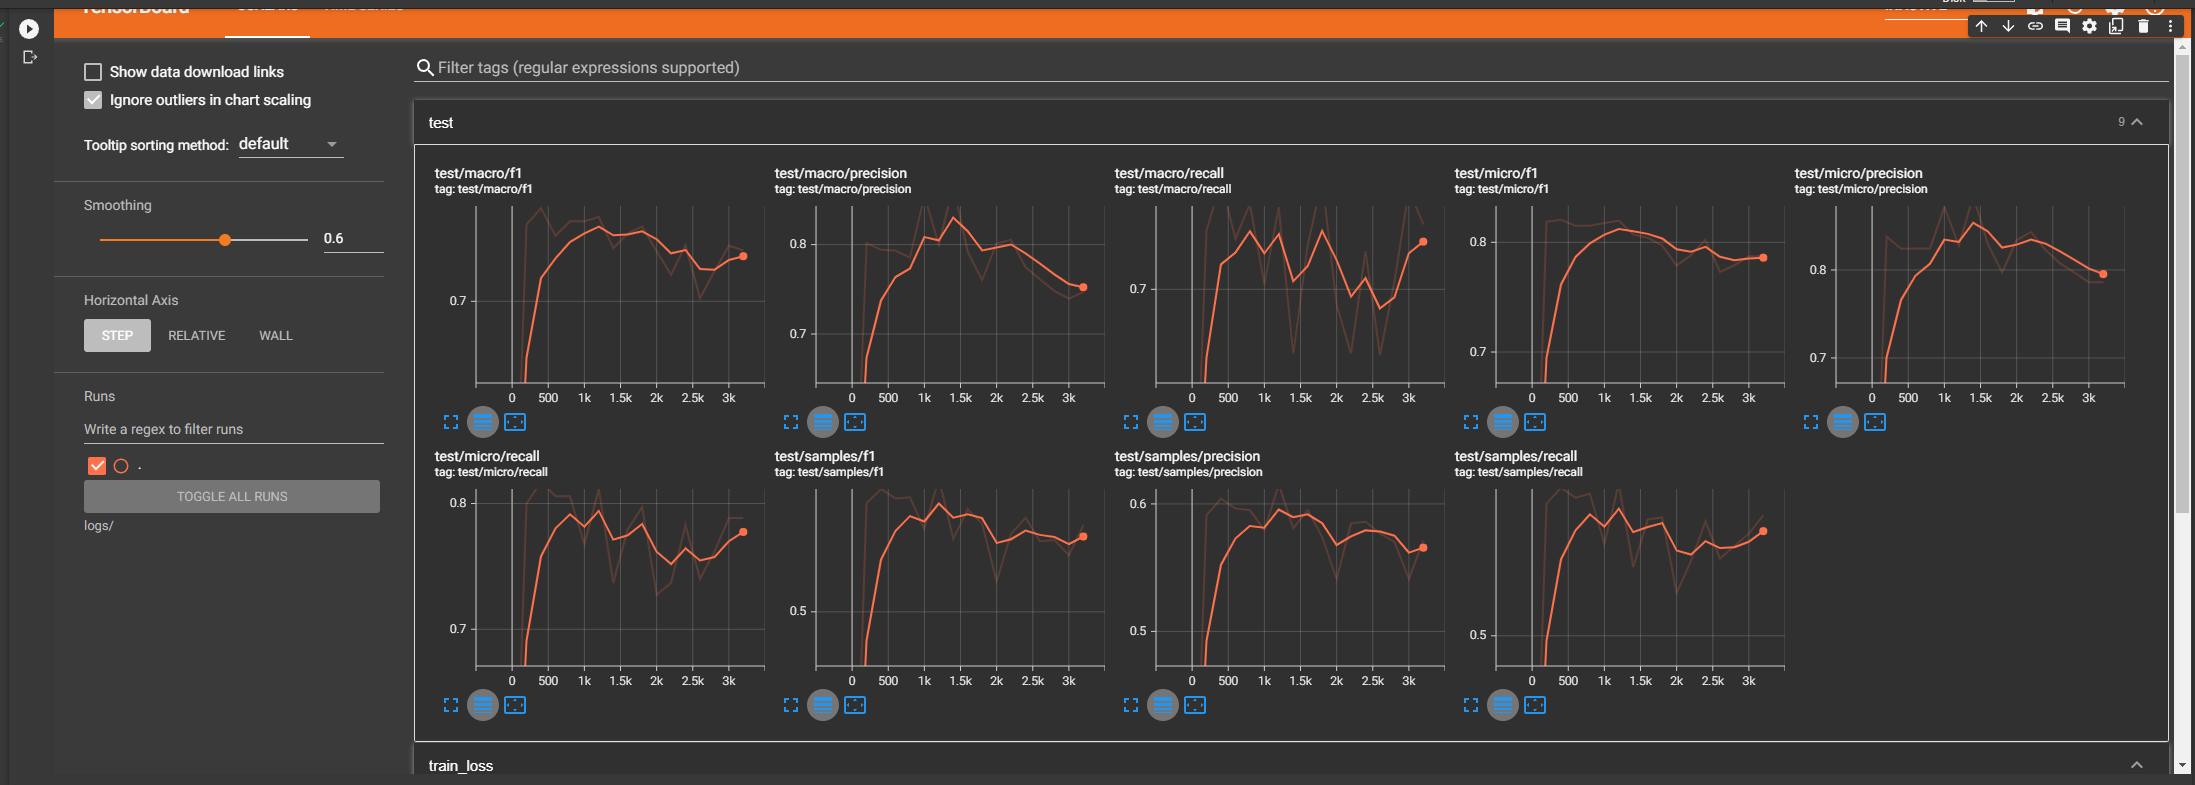 TensorBoard
SCALARS
TIME SERIES
INACTIVE
Disk
Show data download links
Ignore outliers in chart scaling
Tooltip sorting method: default
Smoothing
0.6
Horizontal Axis
STEP RELATIVE WALL
Runs
Write a regex to filter runs
.
TOGGLE ALL RUNS
logs/
Filter tags (regular expressions supported)
test
9
test/macro/f1
tag: test/macro/f1
0.7
0 500 1k 1.5k 2k 2.5k 3k
test/macro/precision
tag: test/macro/precision
0.8
0.7
0 500 1k 1.5k 2k 2.5k 3k
test/macro/recall
tag: test/macro/recall
0.7
0 500 1k 1.5k 2k 2.5k 3k
test/micro/f1
tag: test/micro/f1
0.8
0.7
0 500 1k 1.5k 2k 2.5k 3k
test/micro/precision
tag: test/micro/precision
0.8
0.7
0 500 1k 1.5k 2k 2.5k 3k
test/micro/recall
tag: test/micro/recall
0.8
0.7
0 500 1k 1.5k 2k 2.5k 3k
test/samples/f1
tag: test/samples/f1
0.5
0 500 1k 1.5k 2k 2.5k 3k
test/samples/precision
tag: test/samples/precision
0.6
0.5
0 500 1k 1.5k 2k 2.5k 3k
test/samples/recall
tag: test/samples/recall
0.5
0 500 1k 1.5k 2k 2.5k 3k
train_loss